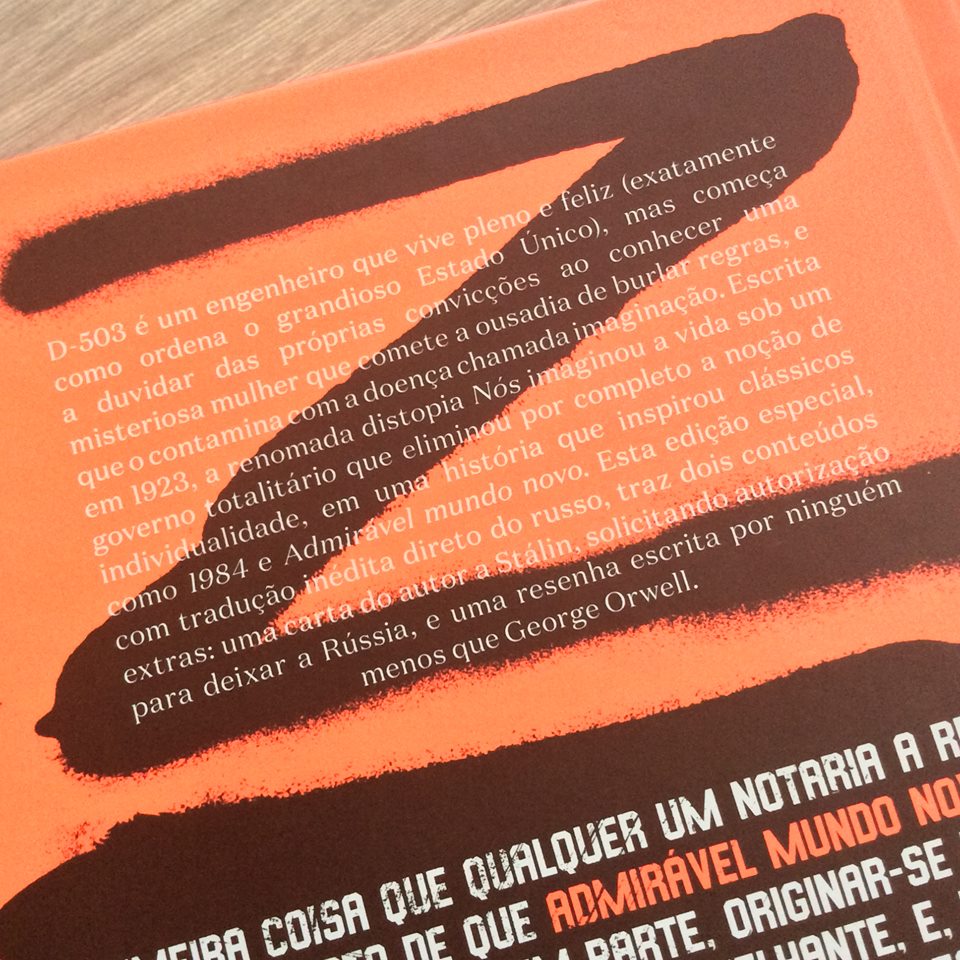 D-503 é um engenheiro que vive pleno e feliz (exatamente
como ordena o grandioso Estado Único), mas começa
a duvidar das próprias convicções ao conhecer uma
misteriosa mulher que comete a ousadia de burlar regras, e
que o contamina com a doença chamada imaginação. Escrita
em 1923, a renomada distopia Nós imaginou a vida sob um
governo totalitário que eliminou por completo a noção de
individualidade, em uma história que inspirou clássicos
como 1984 e Admirável mundo novo. Esta edição especial,
com tradução inédita direto do russo, traz dois conteúdos
extras: uma carta do autor a Stálin, solicitando autorização
para deixar a Rússia, e uma resenha escrita por ninguém
menos que George Orwell.
COISA QUE QUALQUER UM NOTARIA A
DE QUE ADMIRÁVEL MUNDO
PARTE, ORIGINAR-SE
E,